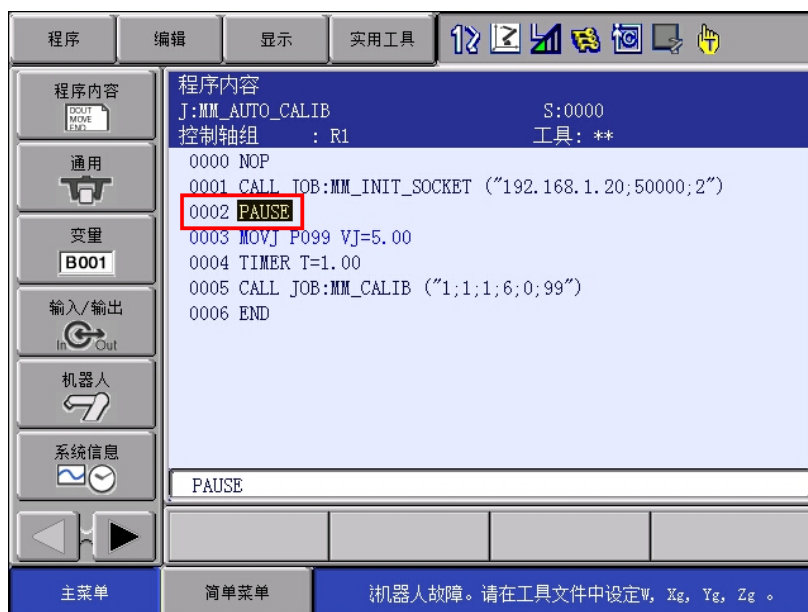 程序 编辑 显示 实用工具
程序内容
DOUT
MOVE
END
通用
变量
B001
输入/输出
In Out
机器人
系统信息
程序内容
J:MM_AUTO_CALIB S:0000
控制轴组 : R1 工具: **
0000 NOP
0001 CALL JOB:MM_INIT_SOCKET ("192.168.1.20;50000;2")
0002 PAUSE
0003 MOVJ P099 VJ=5.00
0004 TIMER T=1.00
0005 CALL JOB:MM_CALIB ("1;1;1;6;0;99")
0006 END
PAUSE
主菜单 简单菜单 机器人故障。请在工具文件中设定W, Xg, Yg, Zg 。